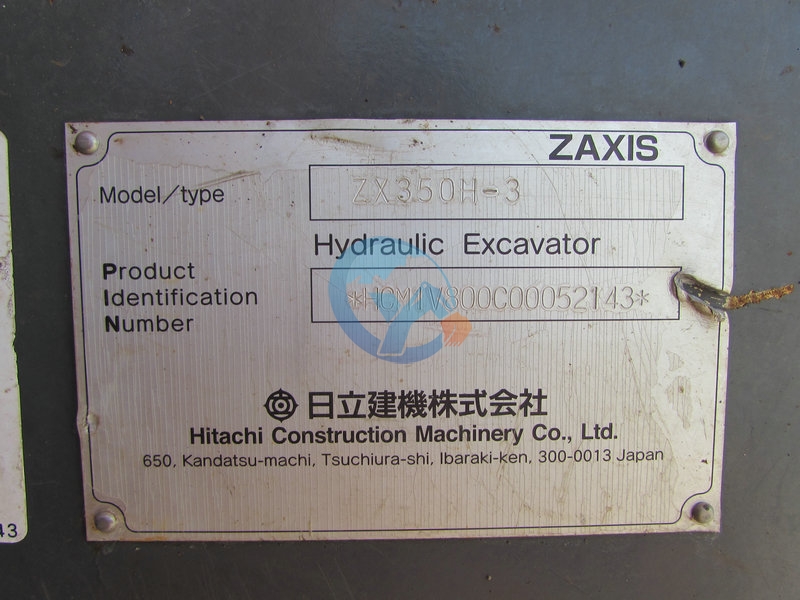 ZAXIS
Model/type ZX350H-3
Hydraulic Excavator
Product
Identification
Number
*HCM1V800C00052143*
日立建機株式会社
Hitachi Construction Machinery Co., Ltd.
650, Kandatsu-machi, Tsuchiura-shi, Ibaraki-ken, 300-0013 Japan
43